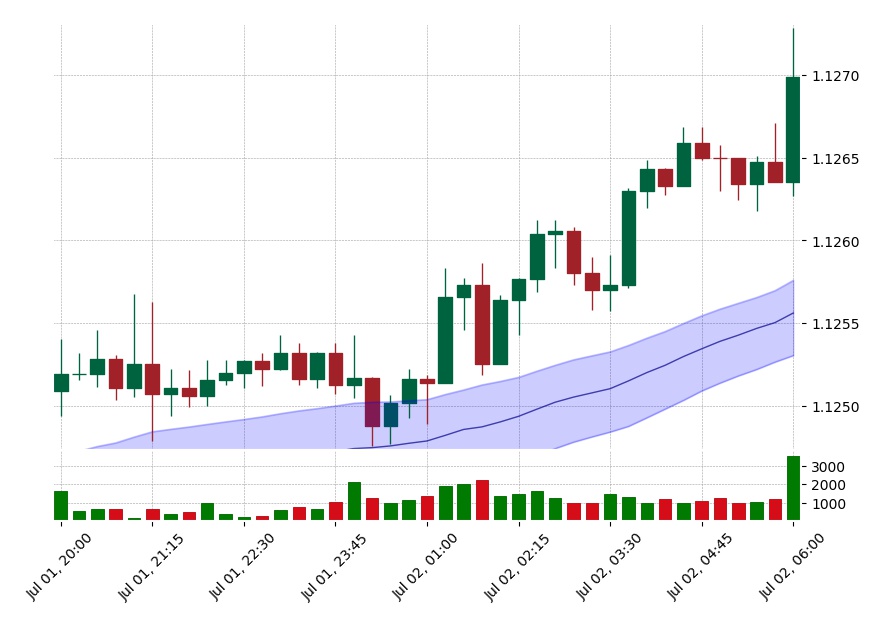 1.1270
1.1265
1.1260
1.1255
1.1250
3000
2000
1000
Jul 01, 20:00
Jul 01, 21:15
Jul 01, 22:30
Jul 01, 23:45
Jul 02, 01:00
Jul 02, 02:15
Jul 02, 03:30
Jul 02, 04:45
Jul 02, 06:00